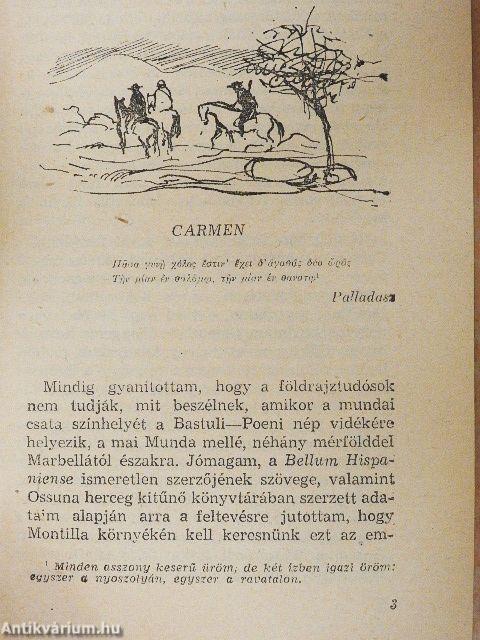 CARMEN
Πᾶσα γυνὴ χόλος ἐστιν' ἔχει δ'ἀγαθὰς δύο ὥρας
Τὴν μίαν ἐν θαλάμῳ, τὴν μίαν ἐν θανάτῳ¹
Palladasz
Mindig gyanítottam, hogy a földrajztudósok
nem tudják, mit beszélnek, amikor a mundai
csata színhelyét a Bastuli—Poeni nép vidékére
helyezik, a mai Munda mellé, néhány mérfölddel
Marbellától északra. Jómagam, a Bellum Hispa-
niense ismeretlen szerzőjének szövege, valamint
Ossuna herceg kitűnő könyvtárában szerzett ada-
taim alapján arra a feltevésre jutottam, hogy
Montilla környékén kell keresnünk ezt az em-
¹ Minden asszony keserű üröm; de két ízben igazi öröm:
egyszer a nyoszolyán, egyszer a ravatalon.
3
Antikvárium.hu